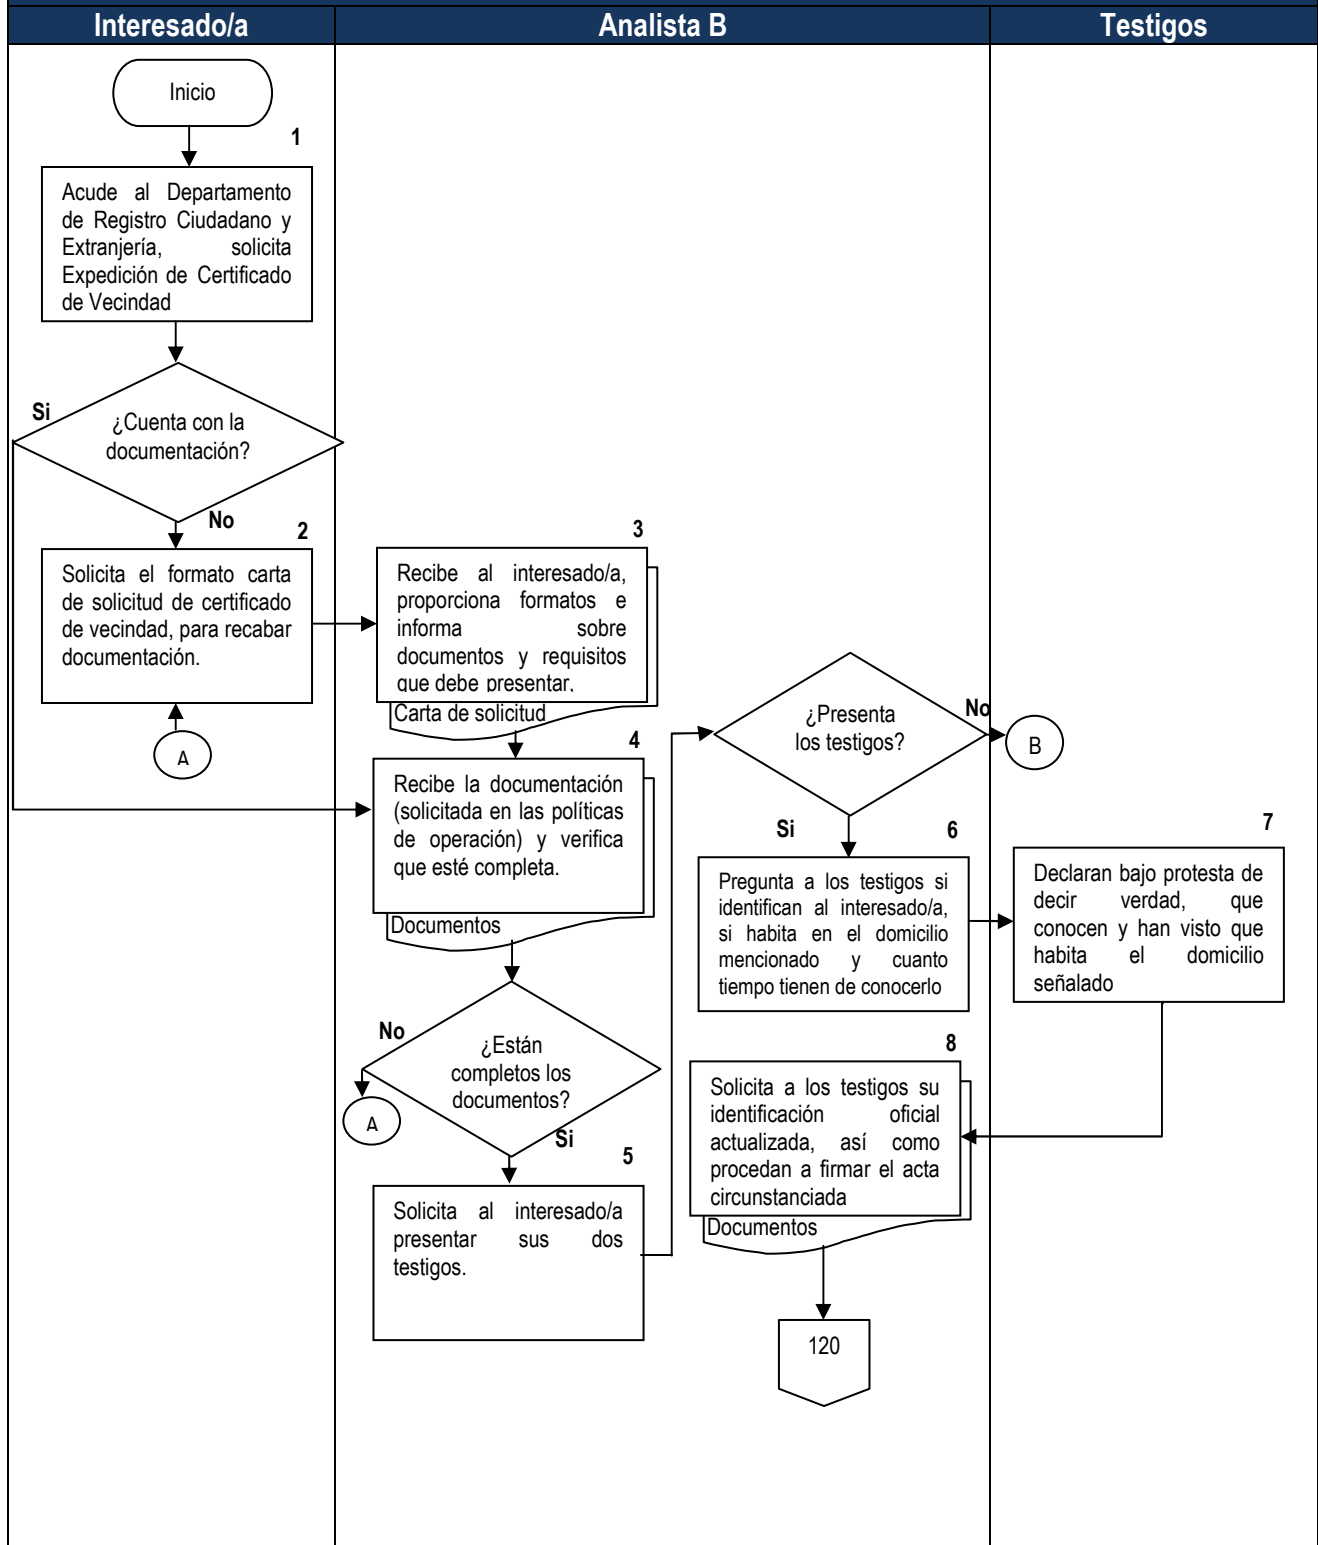 Interesado/a
Analista B
Testigos
Inicio
1
Acude al Departamento
de Registro Ciudadano y
Extranjería, solicita
Expedición de Certificado
de Vecindad
Si
¿Cuenta con la
documentación?
No
2
Solicita el formato carta
de solicitud de certificado
de vecindad, para recabar
documentación.
A
3
Recibe al interesado/a,
proporciona formatos e
informa sobre
documentos y requisitos
que debe presentar.
Carta de solicitud
4
Recibe la documentación
(solicitada en las políticas
de operación) y verifica
que esté completa.
Documentos
No
¿Están
completos los
documentos?
A
Si
5
Solicita al interesado/a
presentar sus dos
testigos.
¿Presenta
los testigos?
No
B
Si
6
Pregunta a los testigos si
identifican al interesado/a,
si habita en el domicilio
mencionado y cuanto
tiempo tienen de conocerlo
7
Declaran bajo protesta de
decir verdad, que
conocen y han visto que
habita el domicilio
señalado
8
Solicita a los testigos su
identificación oficial
actualizada, así como
procedan a firmar el acta
circunstanciada
Documentos
120